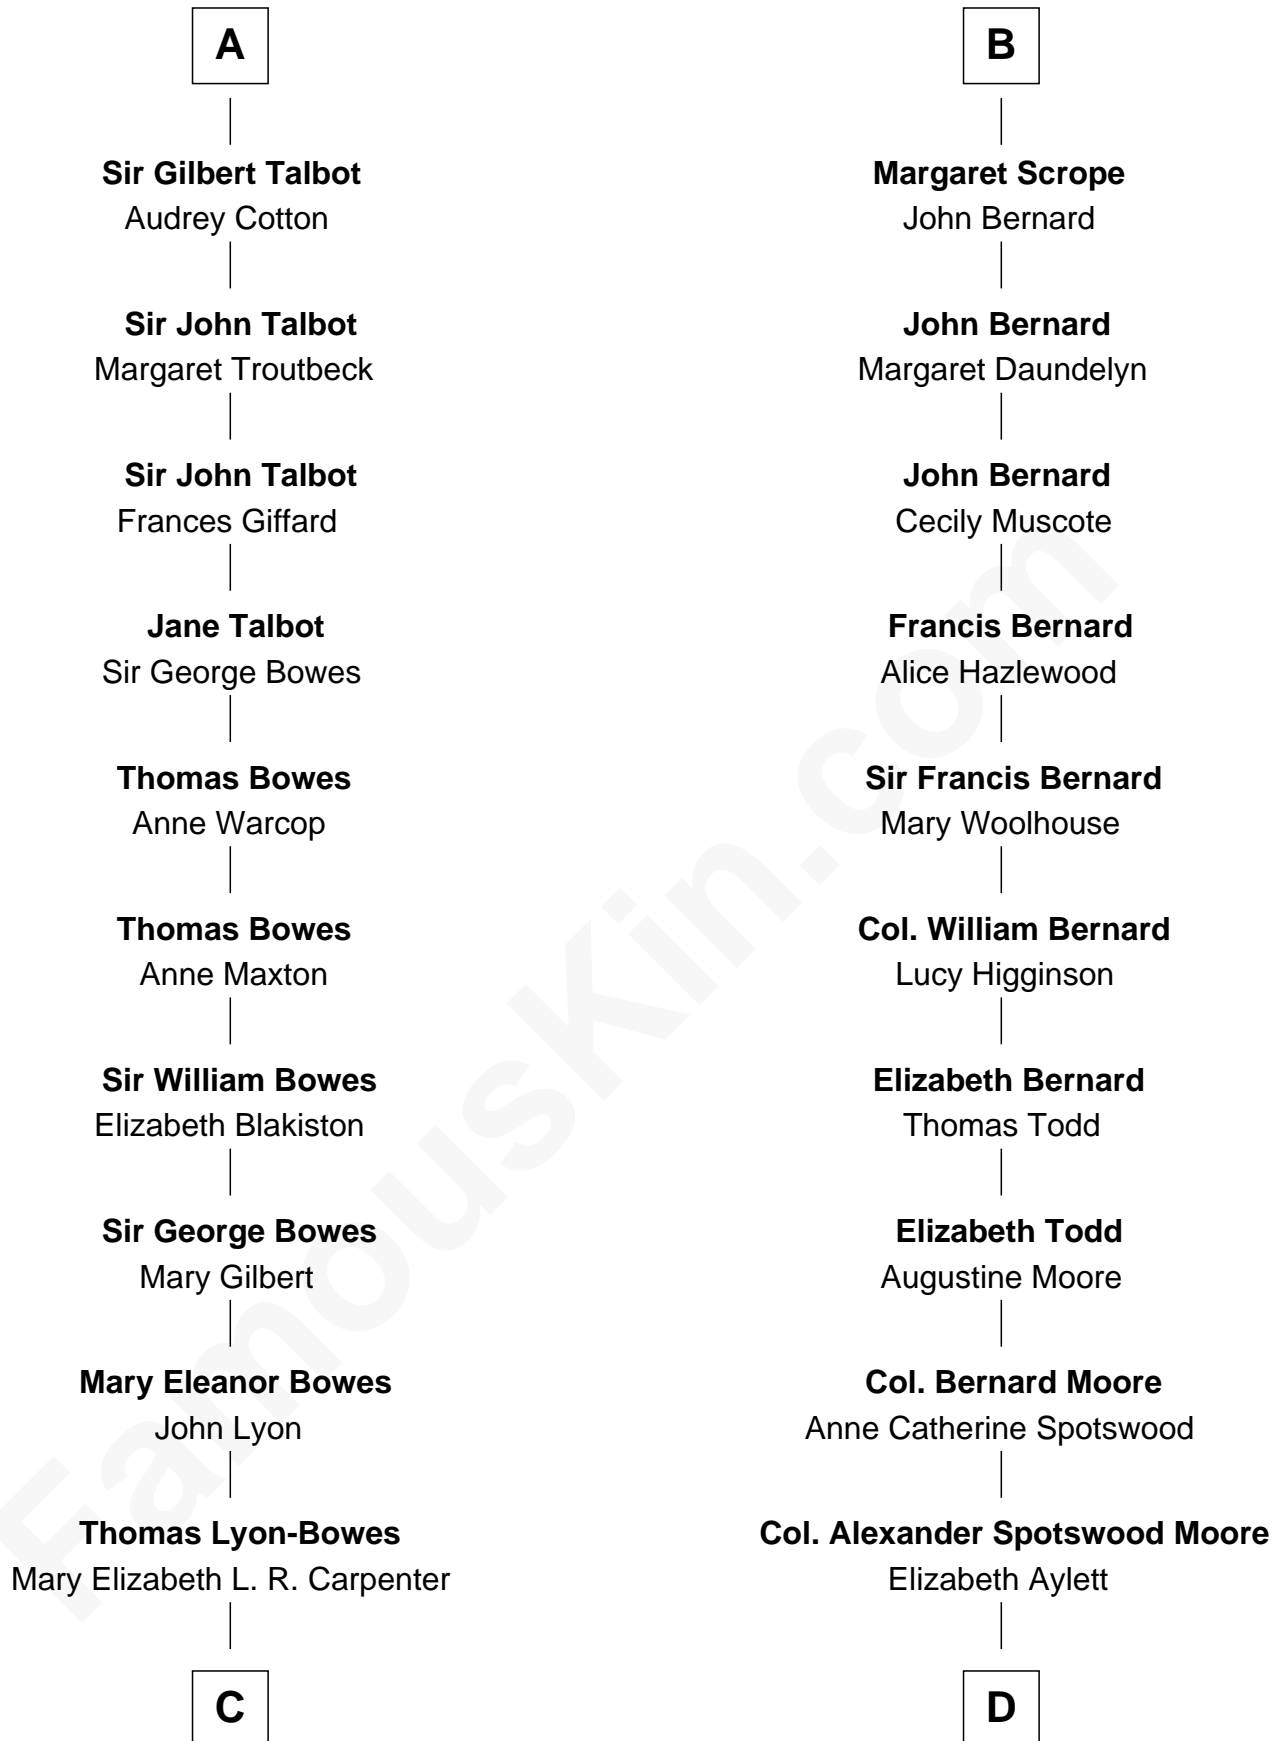 A
Sir Gilbert Talbot
Audrey Cotton
Sir John Talbot
Margaret Troutbeck
Sir John Talbot
Frances Giffard
Jane Talbot
Sir George Bowes
Thomas Bowes
Anne Warcop
Thomas Bowes
Anne Maxton
Sir William Bowes
Elizabeth Blakiston
Sir George Bowes
Mary Gilbert
Mary Eleanor Bowes
John Lyon
Thomas Lyon-Bowes
Mary Elizabeth L. R. Carpenter
C
B
Margaret Scrope
John Bernard
John Bernard
Margaret Daundelyn
John Bernard
Cecily Muscote
Francis Bernard
Alice Hazlewood
Sir Francis Bernard
Mary Woolhouse
Col. William Bernard
Lucy Higginson
Elizabeth Bernard
Thomas Todd
Elizabeth Todd
Augustine Moore
Col. Bernard Moore
Anne Catherine Spotswood
Col. Alexander Spotswood Moore
Elizabeth Aylett
D
FamousKin.com